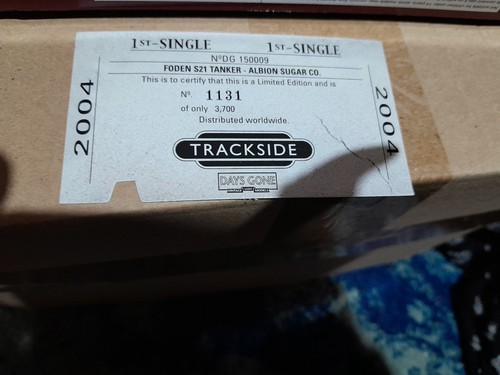 1ST-SINGLE 1ST-SINGLE
NºDG 150009
FODEN S21 TANKER - ALBION SUGAR CO.
This is to certify that this is a Limited Edition and is
Nº. 1131
of only 3,700
Distributed worldwide.
2004
2004
TRACKSIDE
DAYS GONE